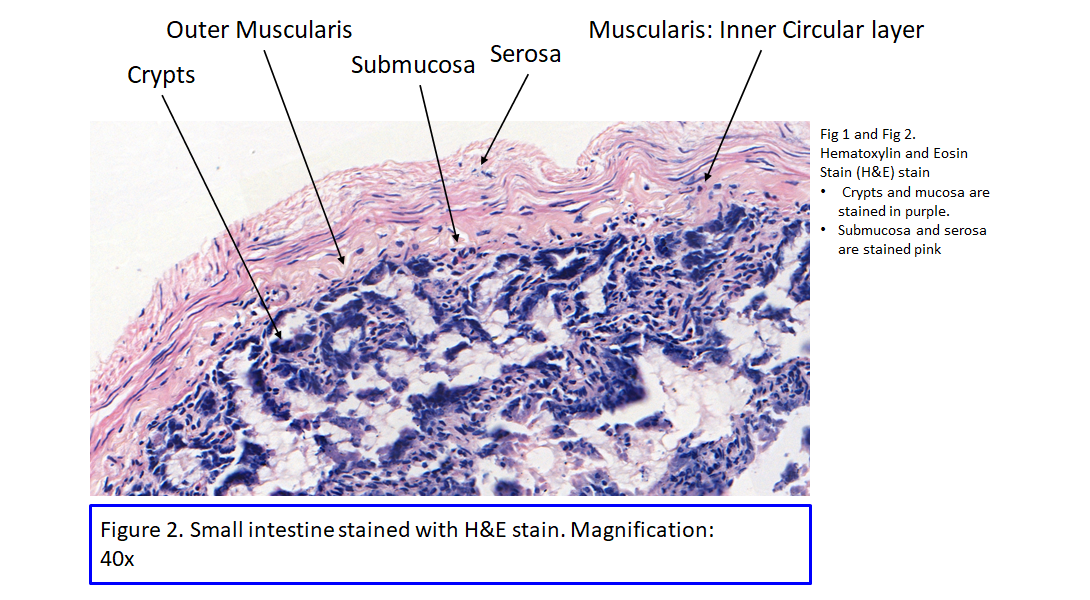 Outer Muscularis
Muscularis: Inner Circular layer
Serosa
Submucosa
Crypts
Fig 1 and Fig 2.
Hematoxylin and Eosin
Stain (H&E) stain
• Crypts and mucosa are
stained in purple.
• Submucosa and serosa
are stained pink
Figure 2. Small intestine stained with H&E stain. Magnification:
40x